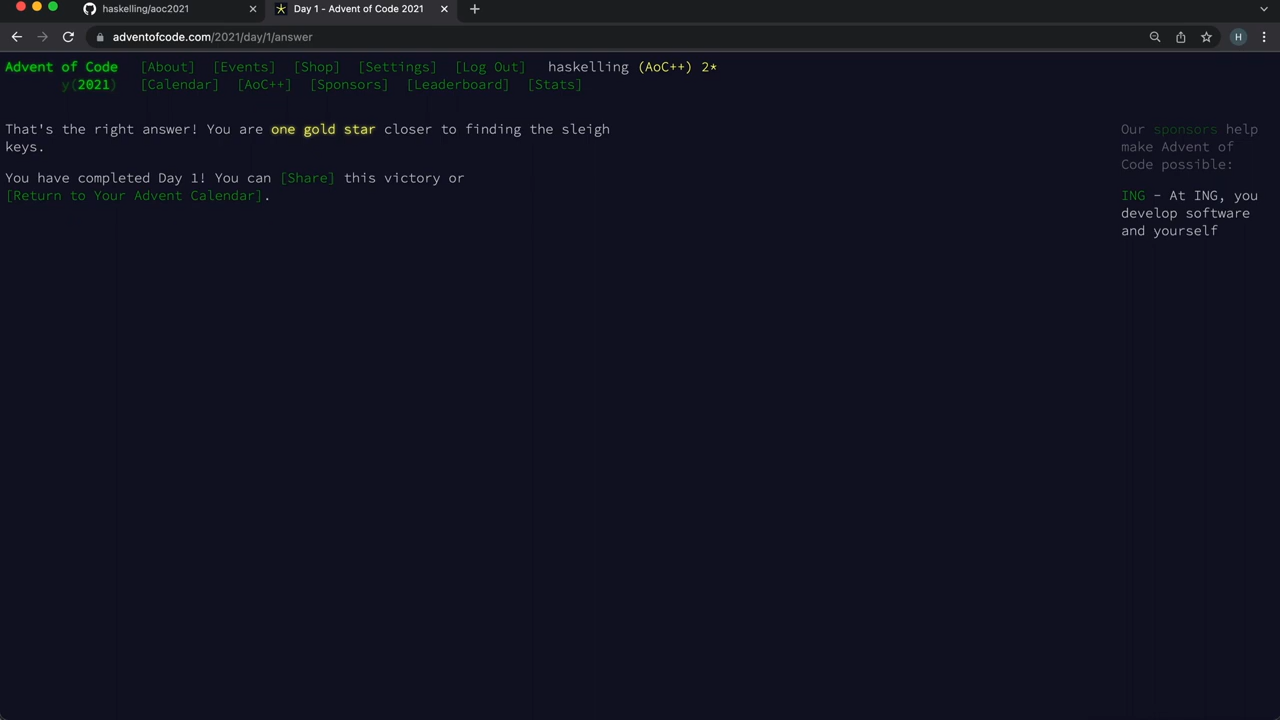 haskelling/aoc2021
Day 1 - Advent of Code 2021
adventofcode.com/2021/day/1/answer
H
Advent of Code [About] [Events] [Shop] [Settings] [Log Out] haskelling (AoC++) 2*
y(2021) [Calendar] [AoC++] [Sponsors] [Leaderboard] [Stats]
That's the right answer! You are one gold star closer to finding the sleigh
keys.
You have completed Day 1! You can [Share] this victory or
[Return to Your Advent Calendar].
Our sponsors help
make Advent of
Code possible:
ING - At ING, you
develop software
and yourself